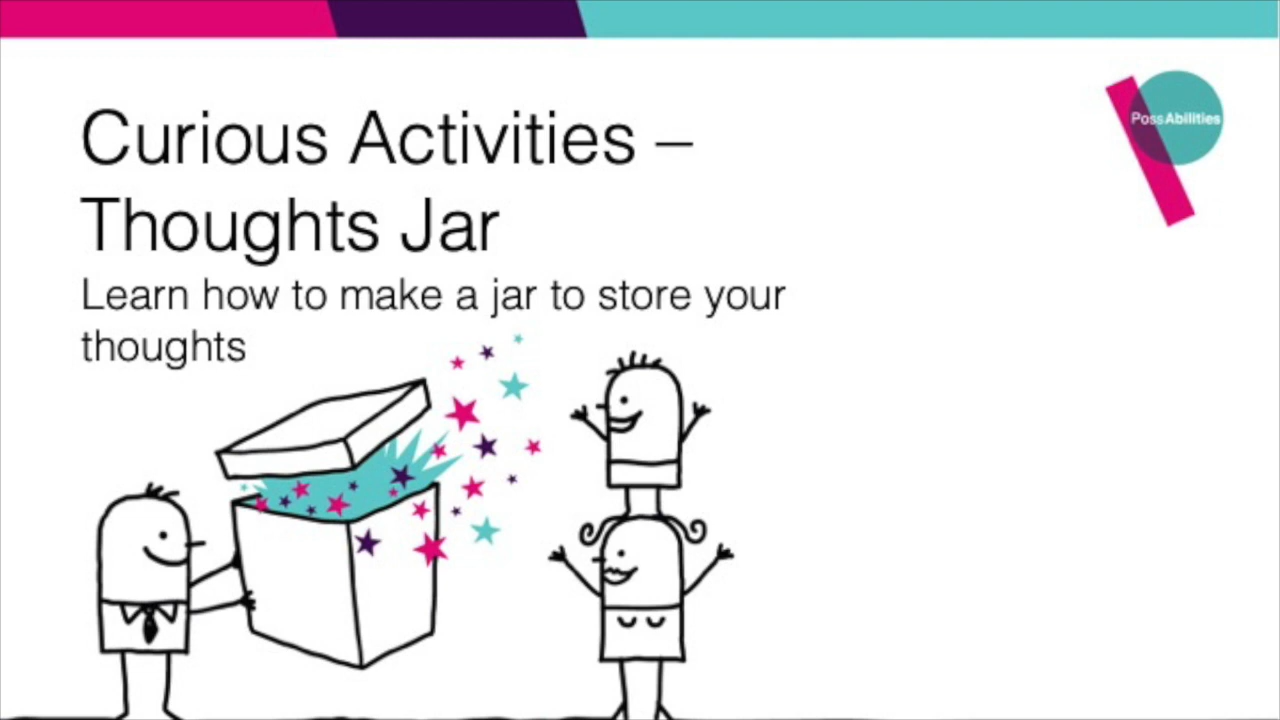 Curious Activities –
Thoughts Jar
Learn how to make a jar to store your
thoughts
PossAbilities